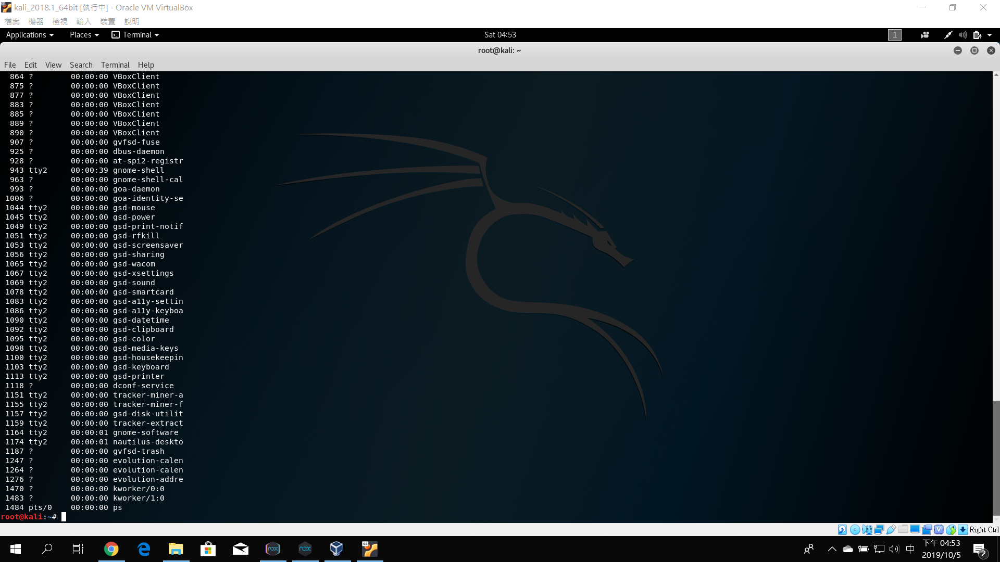 kali_2018.1_64bit [執行中] - Oracle VM VirtualBox
檔案 機器 檢視 輸入 裝置 說明
Applications Places Terminal Sat 04:53 1
root@kali: ~
File Edit View Search Terminal Help
864 ? 00:00:00 VBoxClient
875 ? 00:00:00 VBoxClient
877 ? 00:00:00 VBoxClient
883 ? 00:00:00 VBoxClient
885 ? 00:00:00 VBoxClient
889 ? 00:00:00 VBoxClient
890 ? 00:00:00 VBoxClient
907 ? 00:00:00 gvfsd-fuse
925 ? 00:00:00 dbus-daemon
928 ? 00:00:00 at-spi2-registr
943 tty2 00:00:39 gnome-shell
963 ? 00:00:00 gnome-shell-cal
993 ? 00:00:00 goa-daemon
1006 ? 00:00:00 goa-identity-se
1044 tty2 00:00:00 gsd-mouse
1045 tty2 00:00:00 gsd-power
1049 tty2 00:00:00 gsd-print-notif
1051 tty2 00:00:00 gsd-rfkill
1053 tty2 00:00:00 gsd-screensaver
1056 tty2 00:00:00 gsd-sharing
1065 tty2 00:00:00 gsd-wacom
1067 tty2 00:00:00 gsd-xsettings
1069 tty2 00:00:00 gsd-sound
1078 tty2 00:00:00 gsd-smartcard
1083 tty2 00:00:00 gsd-a11y-settin
1086 tty2 00:00:00 gsd-a11y-keyboa
1090 tty2 00:00:00 gsd-datetime
1092 tty2 00:00:00 gsd-clipboard
1095 tty2 00:00:00 gsd-color
1098 tty2 00:00:00 gsd-media-keys
1100 tty2 00:00:00 gsd-housekeepin
1103 tty2 00:00:00 gsd-keyboard
1113 tty2 00:00:00 gsd-printer
1118 ? 00:00:00 dconf-service
1151 tty2 00:00:00 tracker-miner-a
1155 tty2 00:00:00 tracker-miner-f
1157 tty2 00:00:00 gsd-disk-utilit
1159 tty2 00:00:00 tracker-extract
1164 tty2 00:00:01 gnome-software
1174 tty2 00:00:01 nautilus-deskto
1187 ? 00:00:00 gvfsd-trash
1247 ? 00:00:00 evolution-calen
1264 ? 00:00:00 evolution-calen
1276 ? 00:00:00 evolution-addre
1470 ? 00:00:00 kworker/0:0
1483 ? 00:00:00 kworker/1:0
1484 pts/0 00:00:00 ps
root@kali:~#
Right Ctrl
nox nox 64 中 下午 04:53
2019/10/5 2